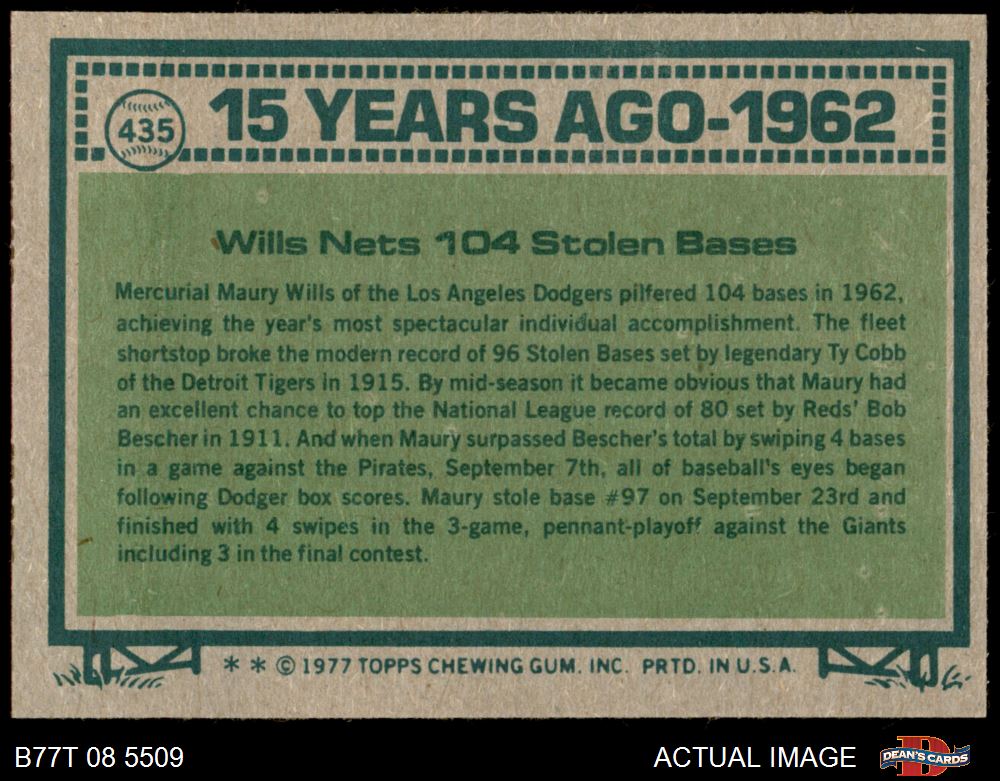 435
15 YEARS AGO-1962
Wills Nets 104 Stolen Bases
Mercurial Maury Wills of the Los Angeles Dodgers pilfered 104 bases in 1962,
achieving the year's most spectacular individual accomplishment. The fleet
shortstop broke the modern record of 96 Stolen Bases set by legendary Ty Cobb
of the Detroit Tigers in 1915. By mid-season it became obvious that Maury had
an excellent chance to top the National League record of 80 set by Reds' Bob
Bescher in 1911. And when Maury surpassed Bescher's total by swiping 4 bases
in a game against the Pirates, September 7th, all of baseball's eyes began
following Dodger box scores. Maury stole base #97 on September 23rd and
finished with 4 swipes in the 3-game, pennant-playoff against the Giants
including 3 in the final contest.
* * © 1977 TOPPS CHEWING GUM. INC. PRTD. IN U.S.A.
B77T 08 5509
ACTUAL IMAGE
D
DEAN'S CARDS